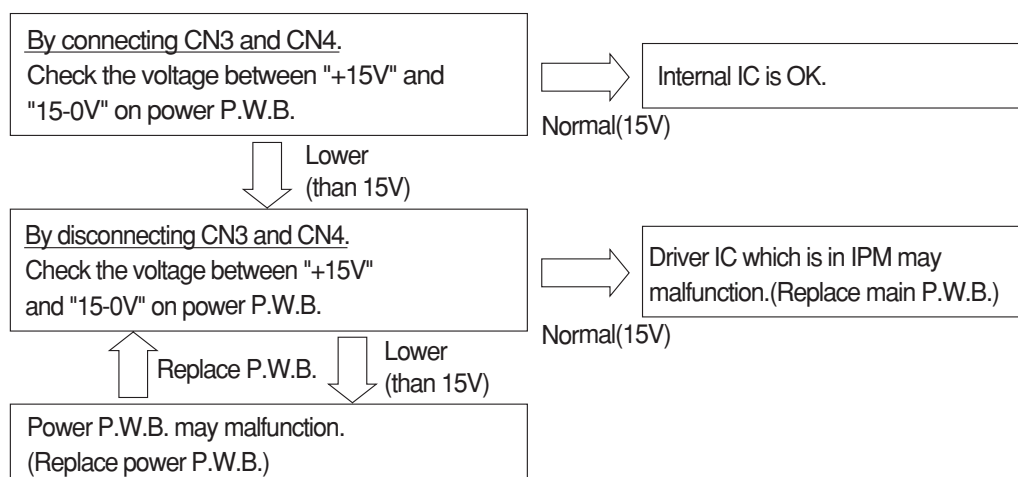 By connecting CN3 and CN4.
Check the voltage between "+15V" and
"15-0V" on power P.W.B.
Internal IC is OK.
Normal(15V)
Lower
(than 15V)
By disconnecting CN3 and CN4.
Check the voltage between "+15V"
and "15-0V" on power P.W.B.
Driver IC which is in IPM may
malfunction.(Replace main P.W.B.)
Normal(15V)
Replace P.W.B.
Lower
(than 15V)
Power P.W.B. may malfunction.
(Replace power P.W.B.)